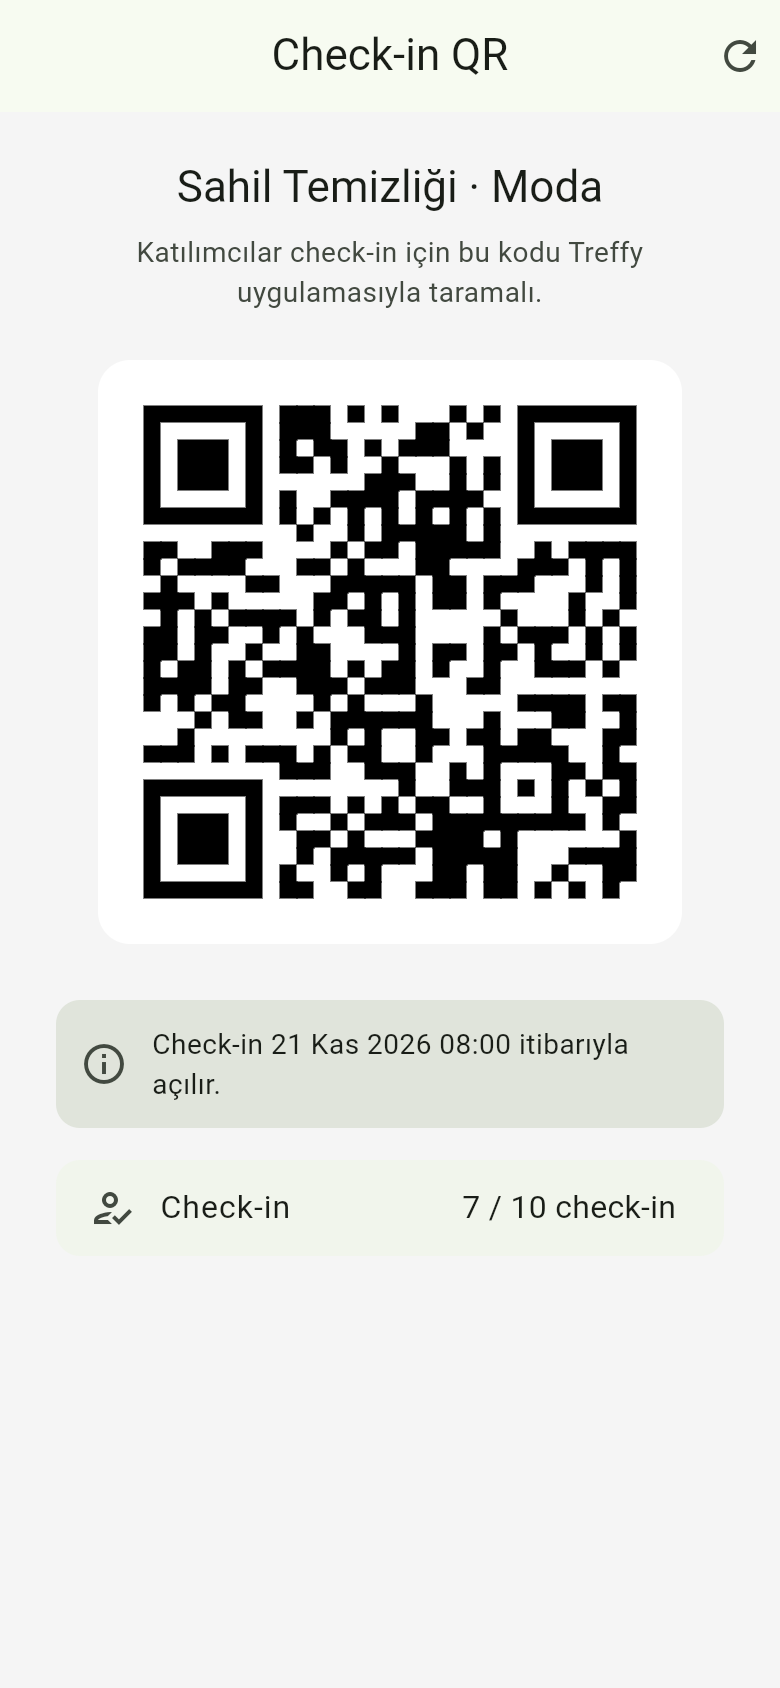 Check-in QR
Sahil Temizliği · Moda
Katılımcılar check-in için bu kodu Treffy
uygulamasıyla taramalı.
Check-in 21 Kas 2026 08:00 itibarıyla
açılır.
Check-in 7 / 10 check-in